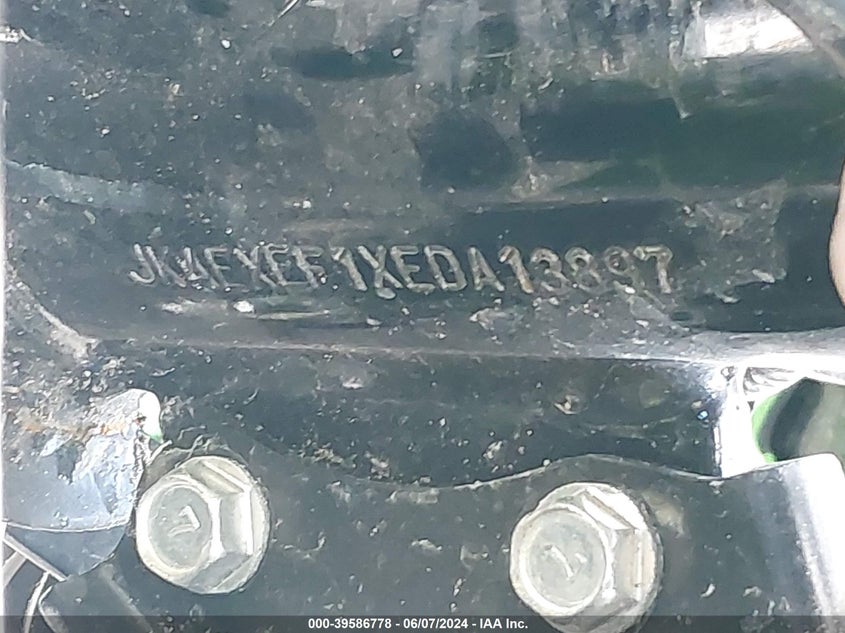 JKAEXEF1XEDA13897
000-39586778 - 06/07/2024 - IAA Inc.